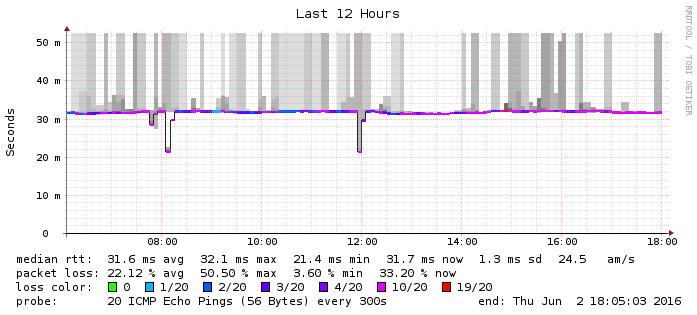 Last 12 Hours
RRDTOOL / TOBI OETIKER
Seconds
50 m
40 m
30 m
20 m
10 m
0
08:00 10:00 12:00 14:00 16:00 18:00
median rtt: 31.6 ms avg 32.1 ms max 21.4 ms min 31.7 ms now 1.3 ms sd 24.5 am/s
packet loss: 22.12 % avg 50.50 % max 3.60 % min 33.20 % now
loss color: 0 1/20 2/20 3/20 4/20 10/20 19/20
probe: 20 ICMP Echo Pings (56 Bytes) every 300s end: Thu Jun 2 18:05:03 2016